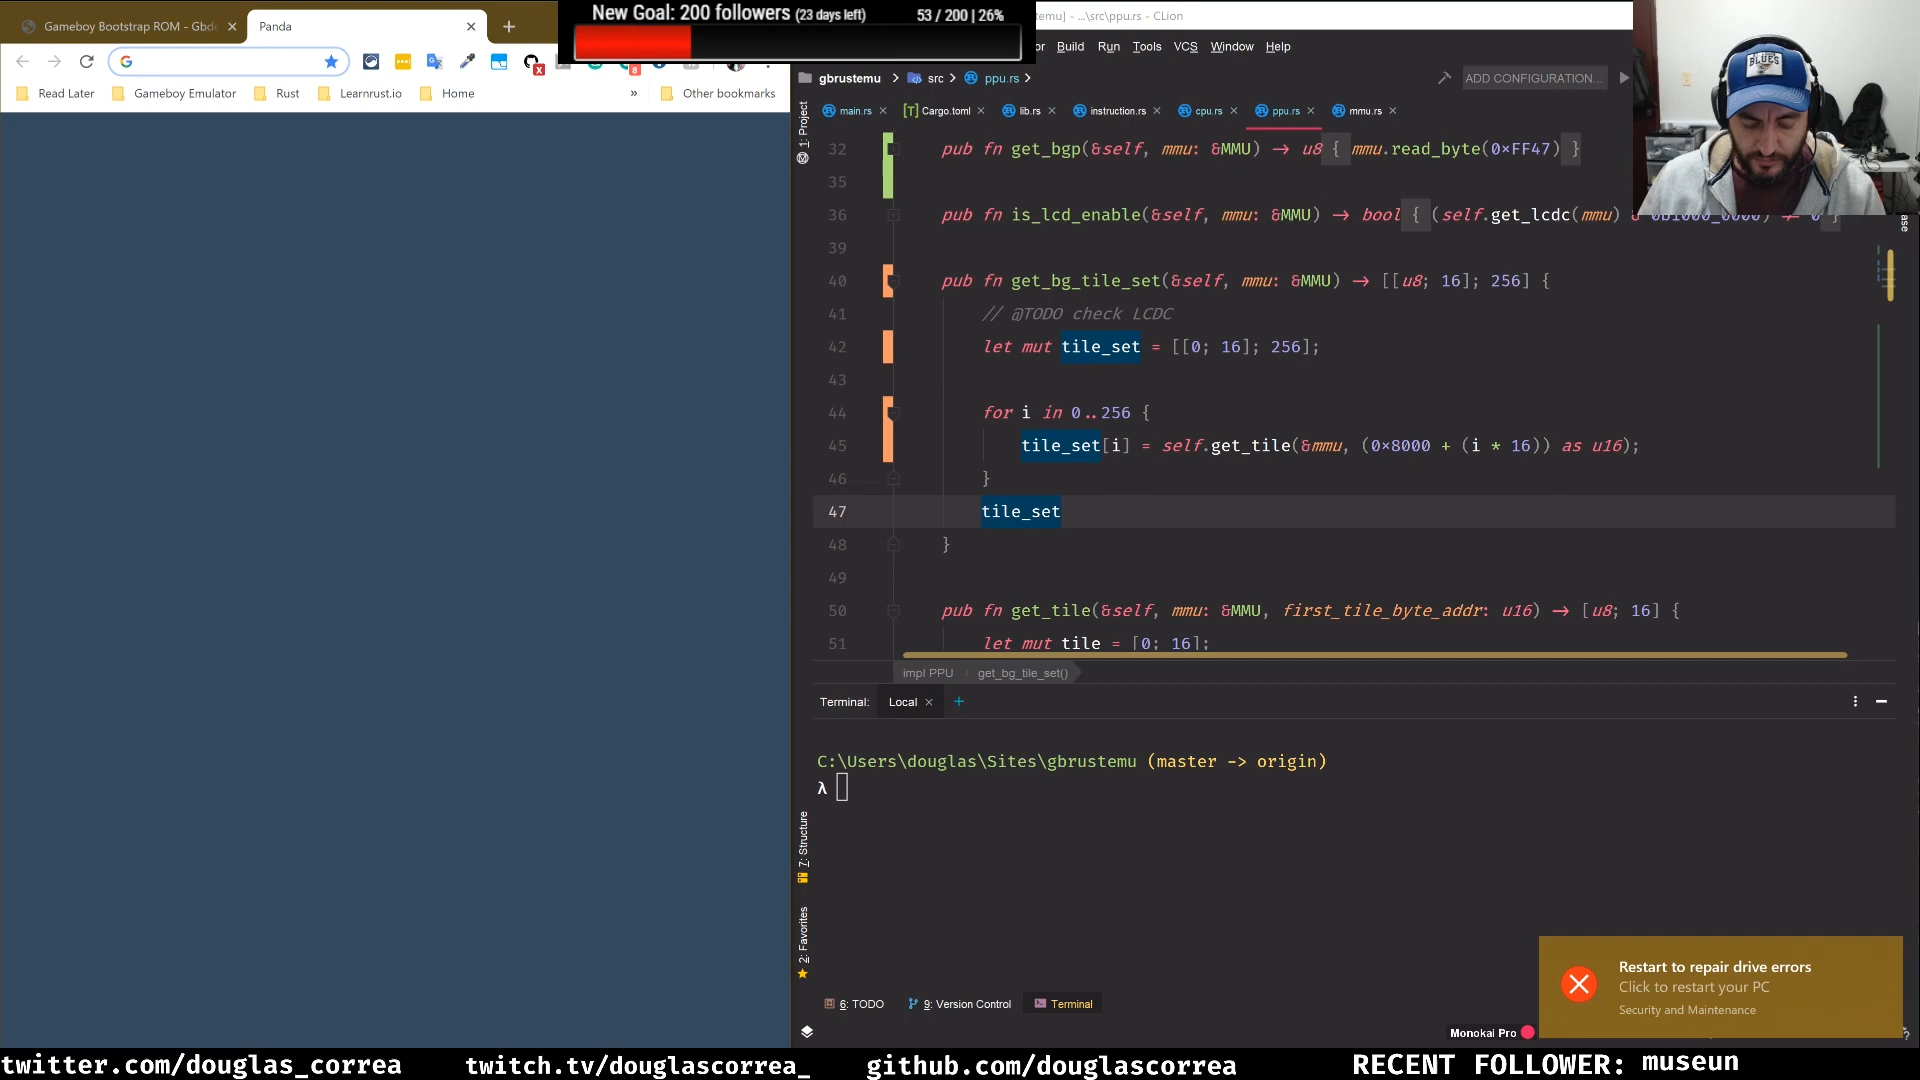 New Goal: 200 followers (23 days left) 53 / 200 | 26%
Gameboy Bootstrap ROM - Gbd
Panda
...\src\ppu.rs - CLion
Build Run Tools VCS Window Help
gbrustemu src ppu.rs
ADD CONFIGURATION...
Read Later Gameboy Emulator Rust Learnrust.io Home » Other bookmarks
main.rs Cargo.toml lib.rs instruction.rs cpu.rs ppu.rs mmu.rs
1: Project
32 pub fn get_bgp(&self, mmu: &MMU) → u8 { mmu.read_byte(0×FF47) }
35
36 pub fn is_lcd_enable(&self, mmu: &MMU) → bool { (self.get_lcdc(mmu)
39
40 pub fn get_bg_tile_set(&self, mmu: &MMU) → [[u8; 16]; 256] {
41 // @TODO check LCDC
42 let mut tile_set = [[0; 16]; 256];
43
44 for i in 0..256 {
45 tile_set[i] = self.get_tile(&mmu, (0×8000 + (i * 16)) as u16);
46 }
47 tile_set
48 }
49
50 pub fn get_tile(&self, mmu: &MMU, first_tile_byte_addr: u16) → [u8; 16] {
51 let mut tile = [0; 16];
impl PPU get_bg_tile_set()
Terminal: Local
C:\Users\douglas\Sites\gbrustemu (master -> origin)
λ
7: Structure
2: Favorites
6: TODO 9: Version Control Terminal
Restart to repair drive errors
Click to restart your PC
Security and Maintenance
Monokai Pro
BLUES
twitter.com/douglas_correa twitch.tv/douglascorrea_ github.com/douglascorrea RECENT FOLLOWER: museun